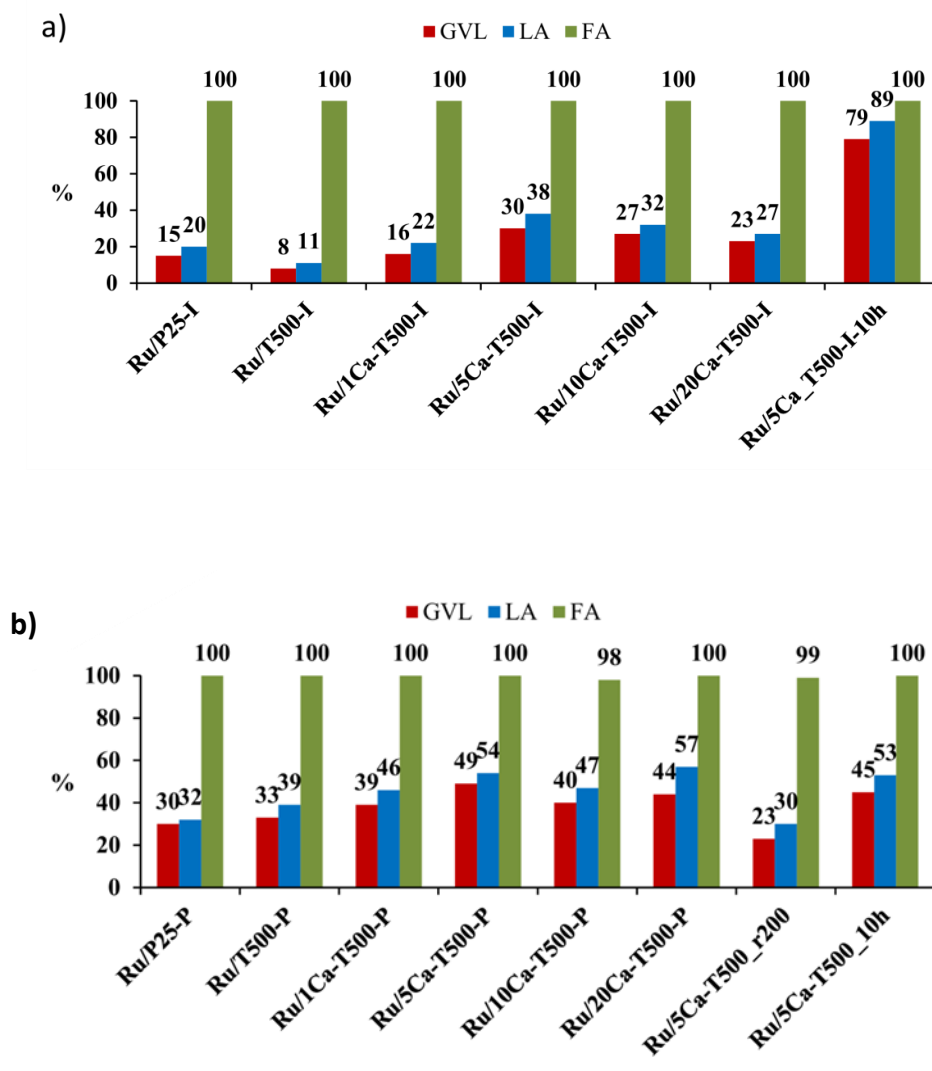 a)
GVL LA FA
100 100 100 100 100 100 100
100
80
60
40
20
0
%
15 20
8 11
16 22
30 38
27 32
23 27
79 89
Ru/P25-I
Ru/T500-I
Ru/1Ca-T500-I
Ru/5Ca-T500-I
Ru/10Ca-T500-I
Ru/20Ca-T500-I
Ru/5Ca_T500-I-10h
b)
GVL LA FA
100 100 100 100 98 100 99 100
100
80
60
40
20
0
%
30 32
33 39
39 46
49 54
40 47
44 57
23 30
45 53
Ru/P25-P
Ru/T500-P
Ru/1Ca-T500-P
Ru/5Ca-T500-P
Ru/10Ca-T500-P
Ru/20Ca-T500-P
Ru/5Ca-T500_r200
Ru/5Ca-T500_10h